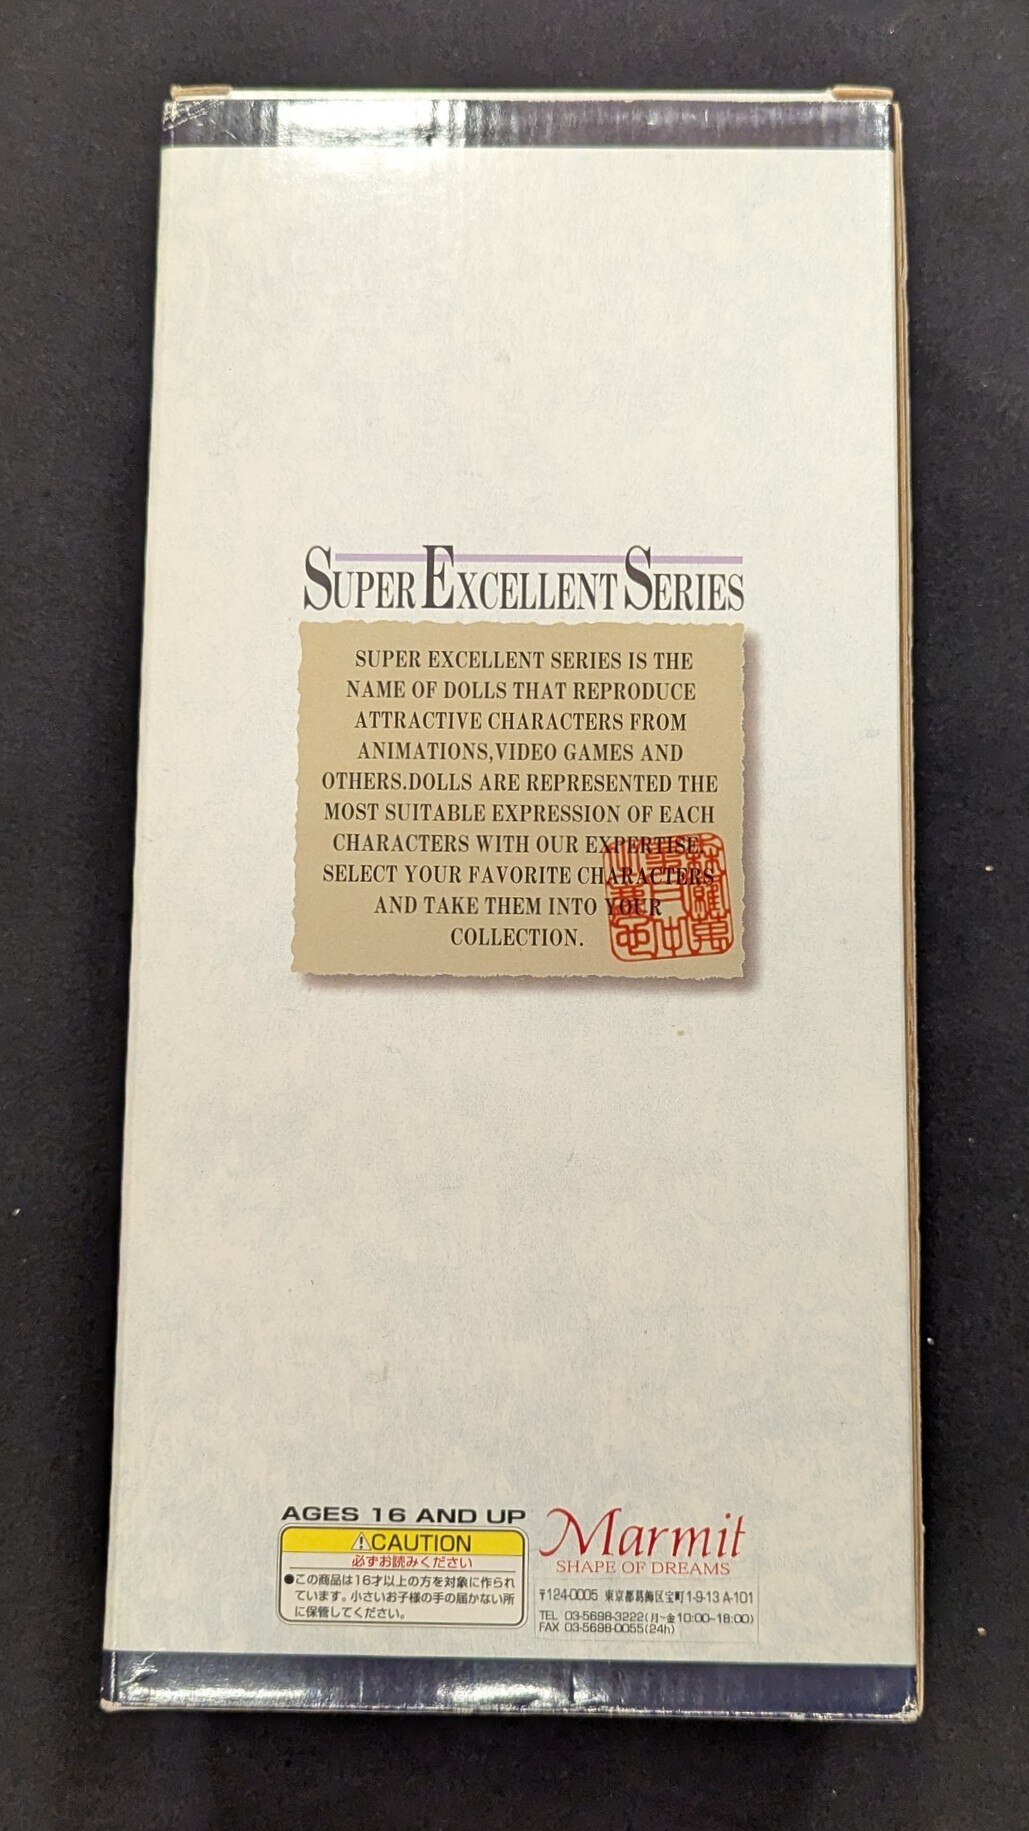 SUPER EXCELLENT SERIES
SUPER EXCELLENT SERIES IS THE
NAME OF DOLLS THAT REPRODUCE
ATTRACTIVE CHARACTERS FROM
ANIMATIONS,VIDEO GAMES AND
OTHERS.DOLLS ARE REPRESENTED THE
MOST SUITABLE EXPRESSION OF EACH
CHARACTERS WITH OUR EXPERTISE.
SELECT YOUR FAVORITE CHARACTERS
AND TAKE THEM INTO YOUR
COLLECTION.
AGES 16 AND UP
⚠CAUTION
必ずお読みください
●この商品は16才以上の方を対象に作られ
ています。小さいお子様の手の届かない所
に保管してください。
Marmit
SHAPE OF DREAMS
〒124-0005 東京都葛飾区宝町1-9-13 A-101
TEL 03-5698-3222(月~金10:00~18:00)
FAX 03-5698-0055(24h)